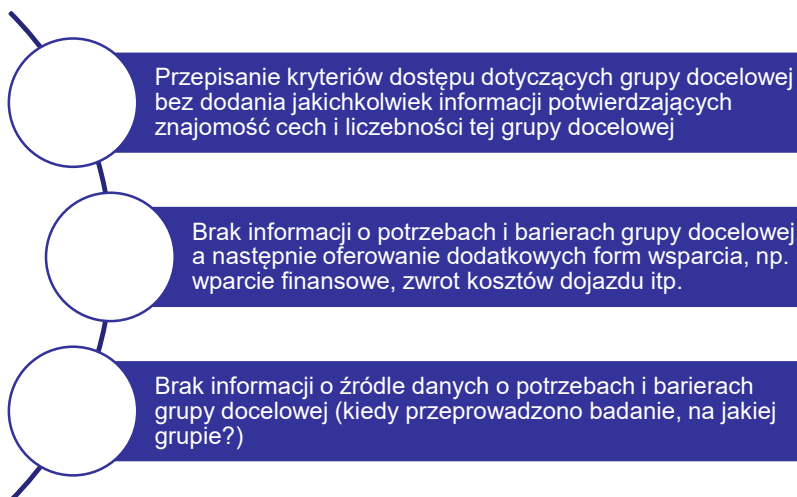 Przepisanie kryteriów dostępu dotyczących grupy docelowej
bez dodania jakichkolwiek informacji potwierdzających
znajomość cech i liczebności tej grupy docelowej
Brak informacji o potrzebach i barierach grupy docelowej
a następnie oferowanie dodatkowych form wsparcia, np.
wparcie finansowe, zwrot kosztów dojazdu itp.
Brak informacji o źródle danych o potrzebach i barierach
grupy docelowej (kiedy przeprowadzono badanie, na jakiej
grupie?)